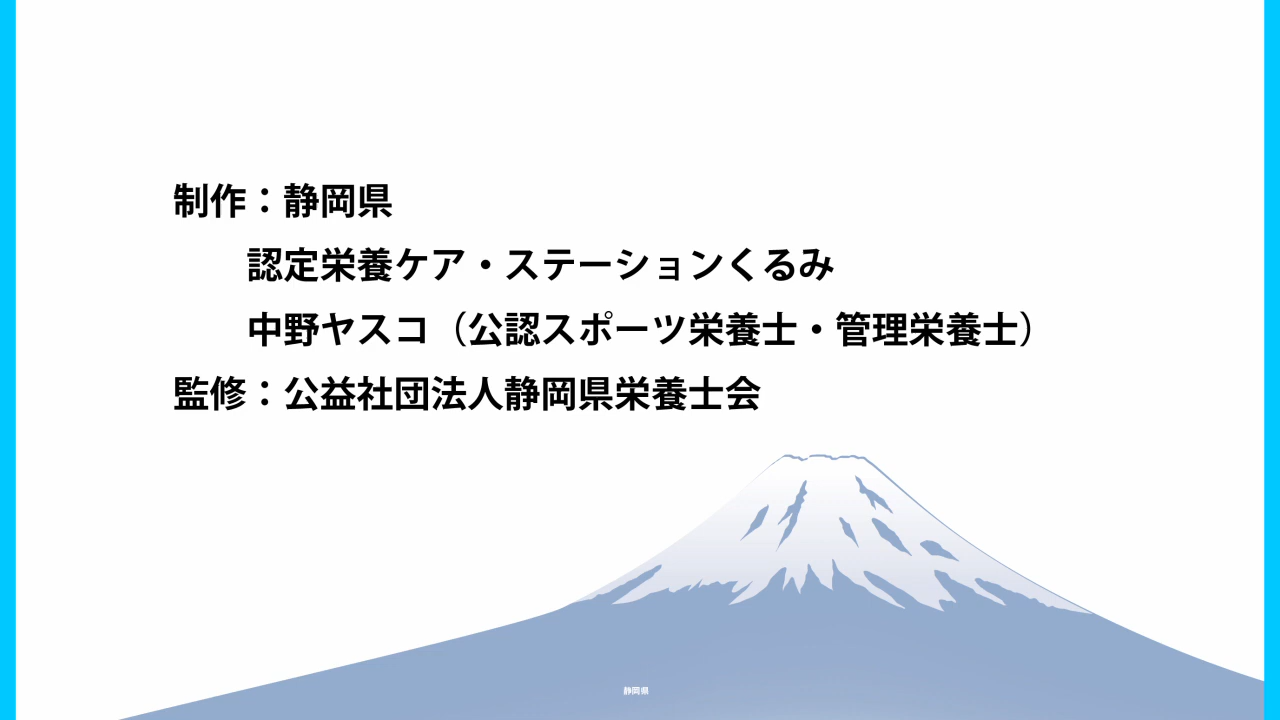 制作：静岡県
認定栄養ケア・ステーションくるみ
中野ヤスコ（公認スポーツ栄養士・管理栄養士）
監修：公益社団法人静岡県栄養士会
静岡県